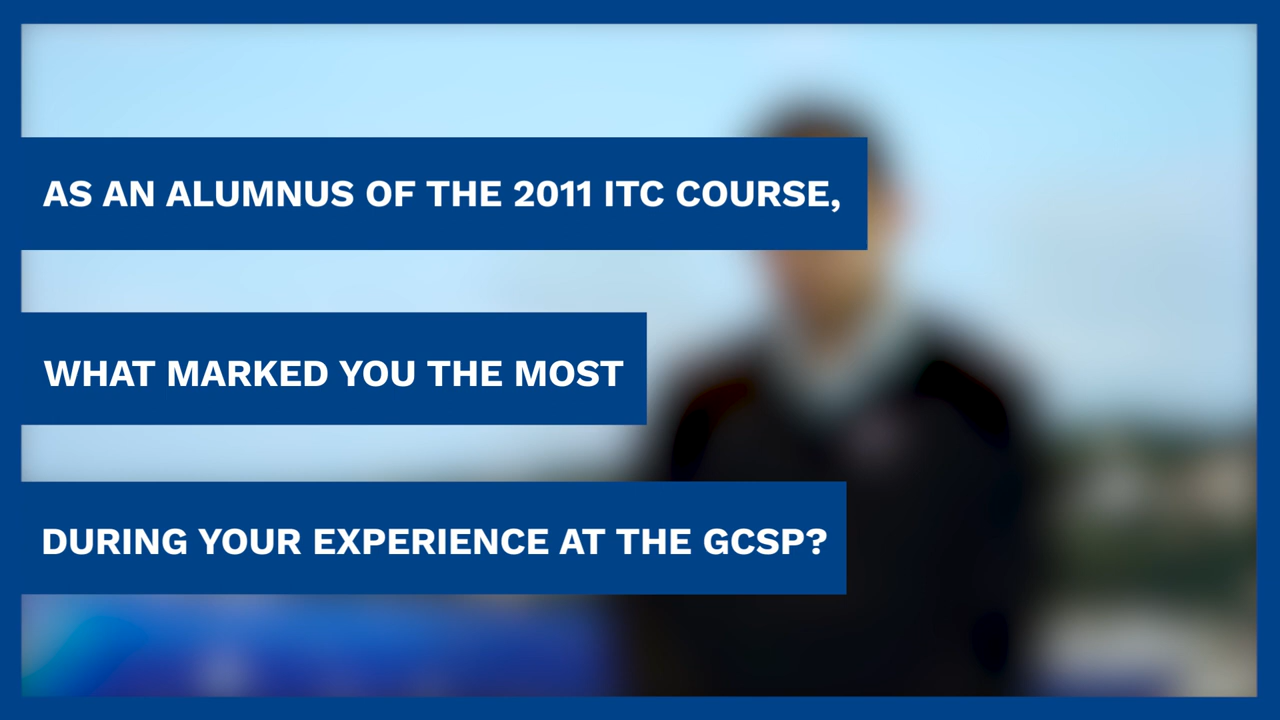 AS AN ALUMNUS OF THE 2011 ITC COURSE,
WHAT MARKED YOU THE MOST
DURING YOUR EXPERIENCE AT THE GCSP?